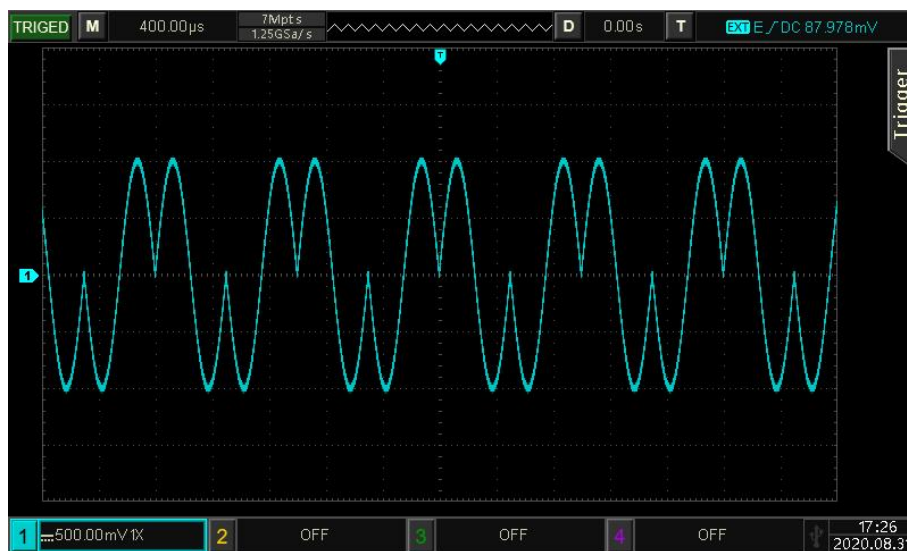 TRIGED M 400.00µs 7Mpts D 0.00s T EXT E DC 87.978mV
1.25GSa/s
T
Trigger
1
1 500.00mV 1X 2 OFF 3 OFF 4 OFF 17:26
2020.08.31